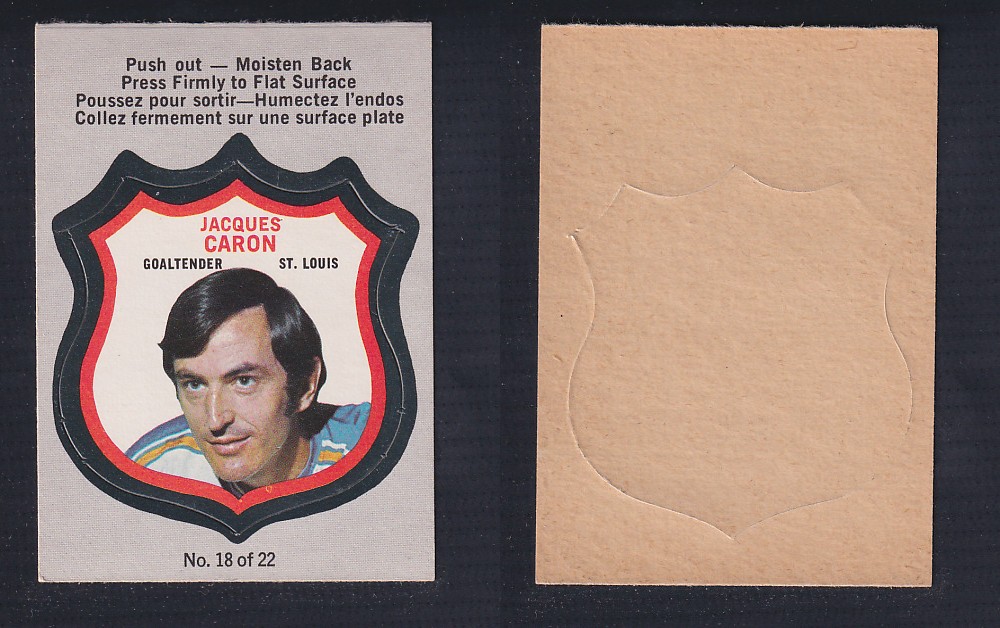 Push out — Moisten Back
Press Firmly to Flat Surface
Poussez pour sortir—Humectez l'endos
Collez fermement sur une surface plate
JACQUES
CARON
GOALTENDER ST. LOUIS
No. 18 of 22